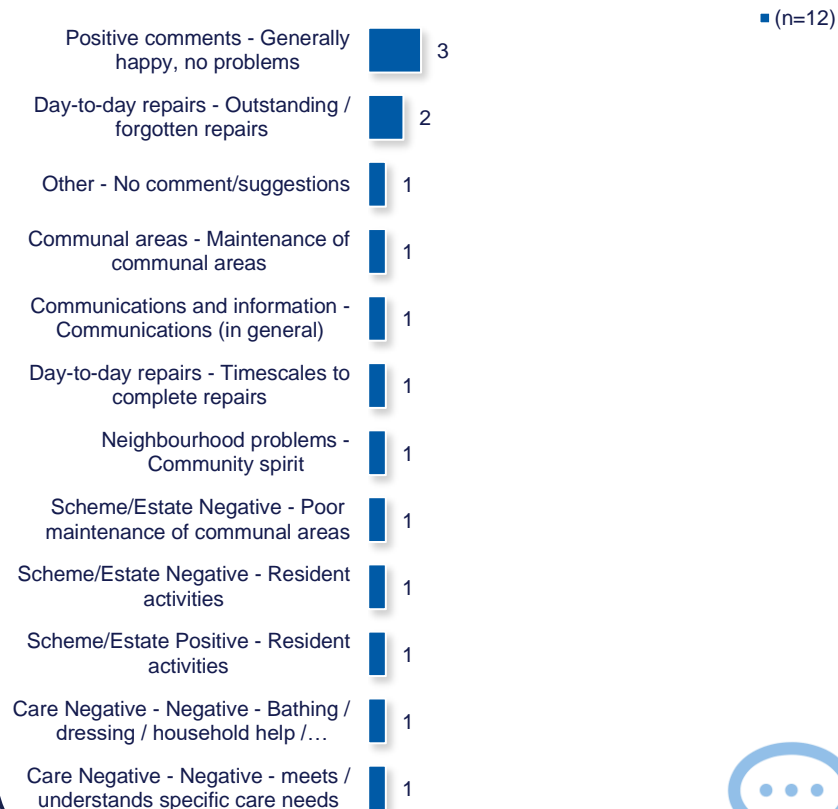 (n=12)
Positive comments - Generally
happy, no problems
3
Day-to-day repairs - Outstanding /
forgotten repairs
2
Other - No comment/suggestions
1
Communal areas - Maintenance of
communal areas
1
Communications and information -
Communications (in general)
1
Day-to-day repairs - Timescales to
complete repairs
1
Neighbourhood problems -
Community spirit
1
Scheme/Estate Negative - Poor
maintenance of communal areas
1
Scheme/Estate Negative - Resident
activities
1
Scheme/Estate Positive - Resident
activities
1
Care Negative - Negative - Bathing /
dressing / household help /…
1
Care Negative - Negative - meets /
understands specific care needs
1